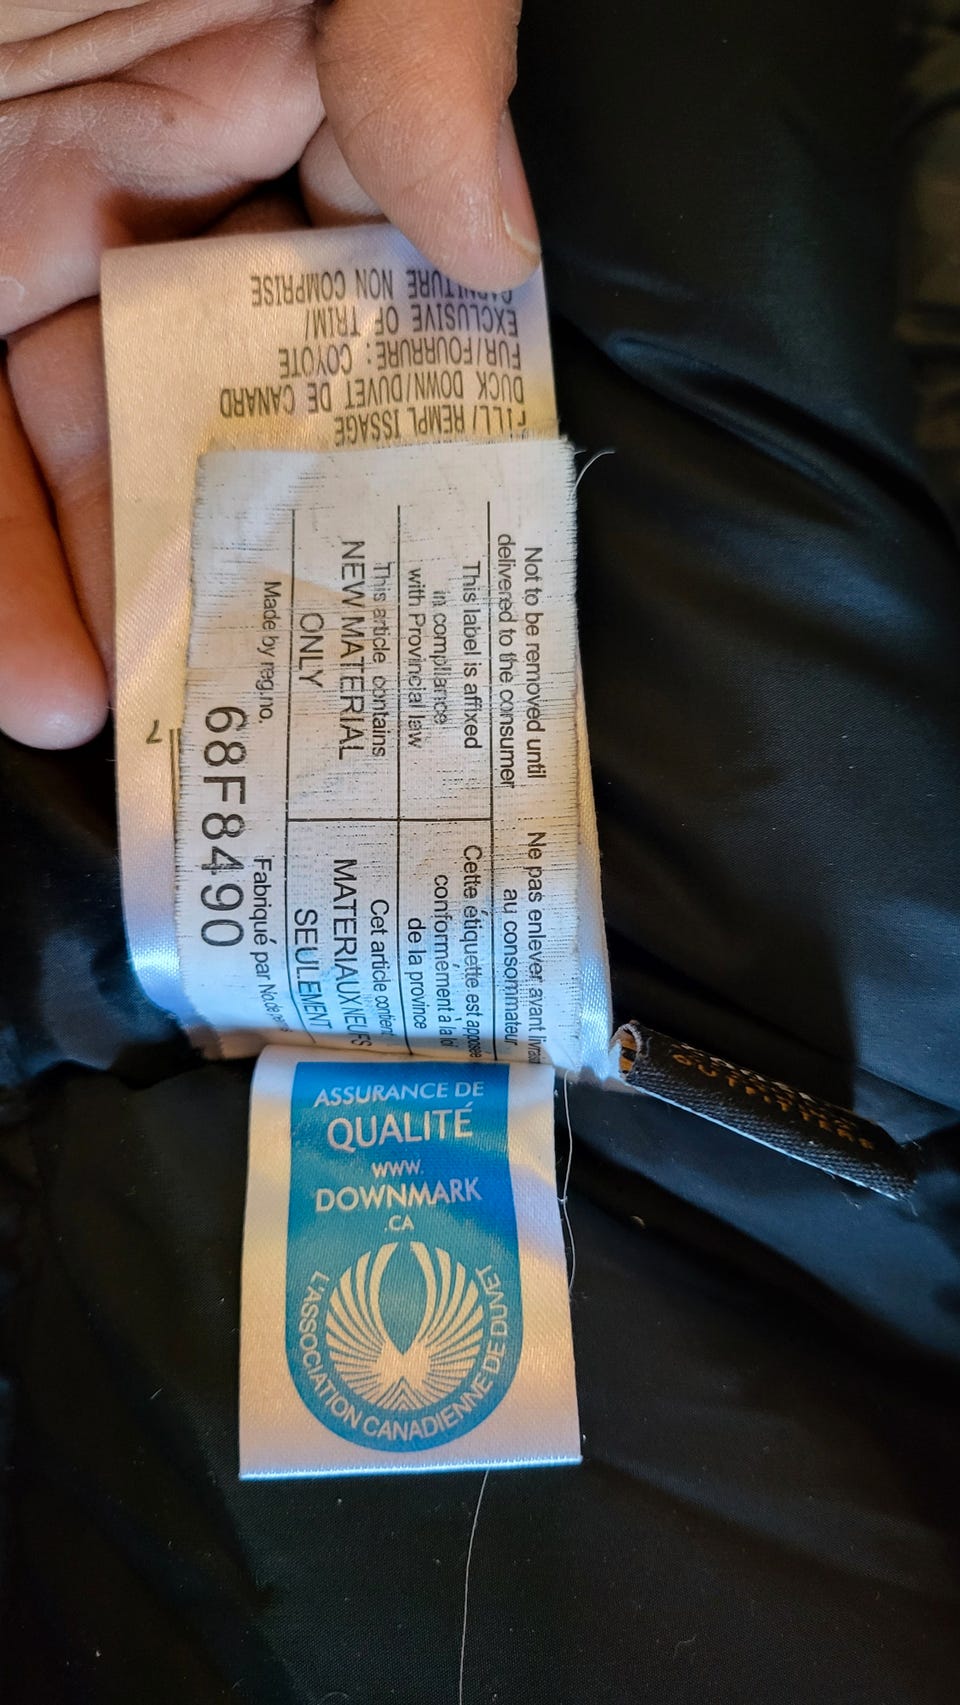 FILL/REMPLISSAGE
DUCK DOWN/DUVET DE CANARD
FUR/FOURRURE: COYOTE
EXCLUSIVE OF TRIM/
GARNITURE NON COMPRISE
Not to be removed until
delivered to the consumer
This label is affixed
in compliance
with Provincial law
This article contains
NEW MATERIAL
ONLY
Made by reg.no.
Ne pas enlever avant
au consommateur
Cette étiquette est apposée
conformément à la loi
de la province
Cet article contient
MATERIAUX NEUFS
SEULEMENT
Fabriqué par No.de
68F8490
ASSURANCE DE
QUALITÉ
WWW.
DOWNMARK
.CA
L'ASSOCIATION CANADIENNE DE DUVET
OUTFITTERS